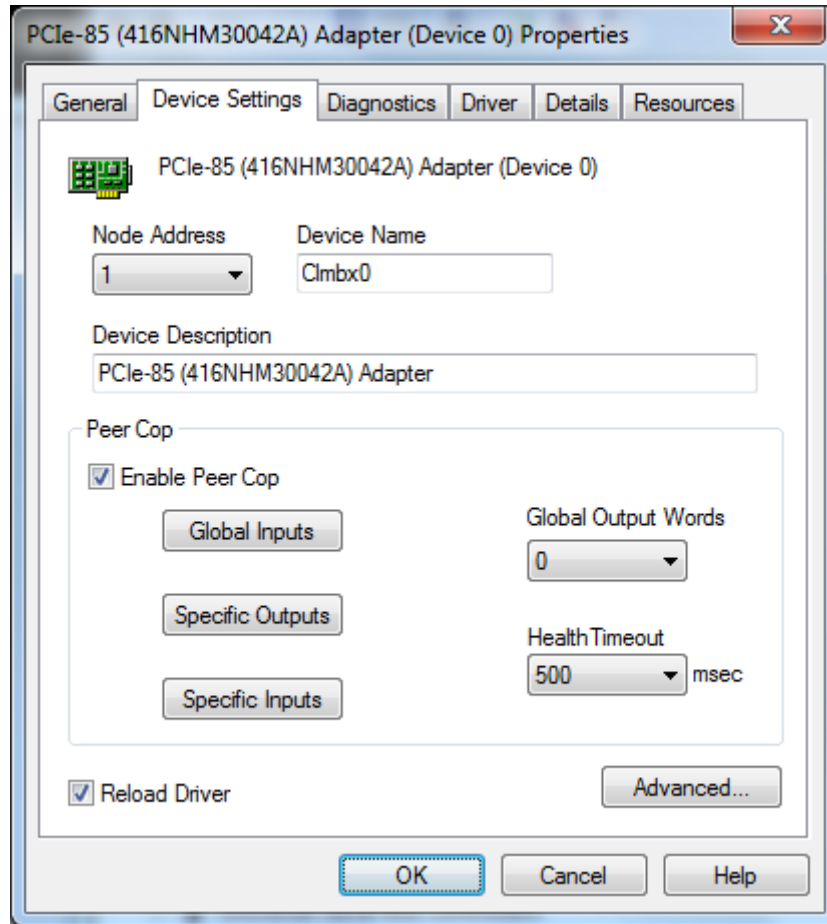 PCIe-85 (416NHM30042A) Adapter (Device 0) Properties
General Device Settings Diagnostics Driver Details Resources
PCIe-85 (416NHM30042A) Adapter (Device 0)
Node Address Device Name
1 Clmbx0
Device Description
PCIe-85 (416NHM30042A) Adapter
Peer Cop
Enable Peer Cop
Global Inputs Global Output Words
0
Specific Outputs
Health Timeout
500 msec
Specific Inputs
Reload Driver Advanced...
OK Cancel Help